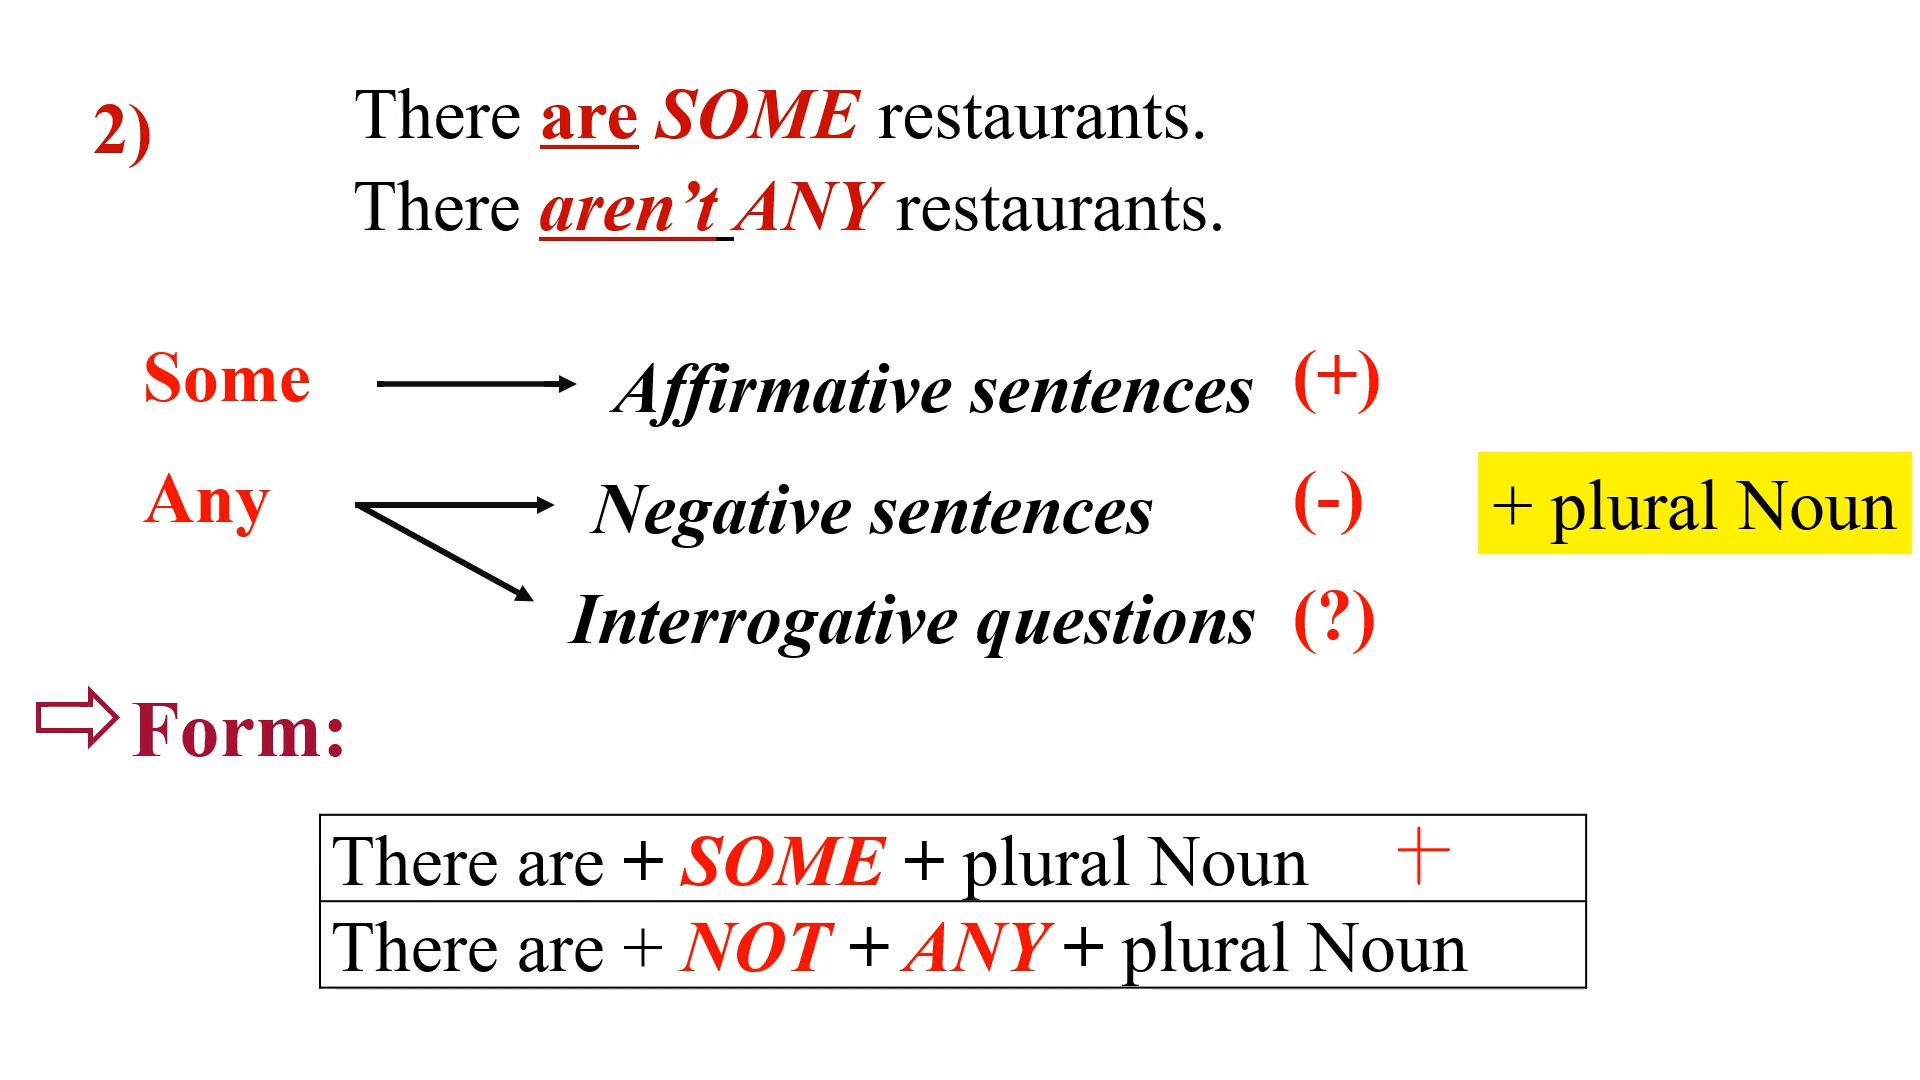 2)
There are SOME restaurants.
There aren’t ANY restaurants.
Some
Affirmative sentences (+)
Any
Negative sentences (-)
+ plural Noun
Interrogative questions (?)
Form:
There are + SOME + plural Noun +
There are + NOT + ANY + plural Noun